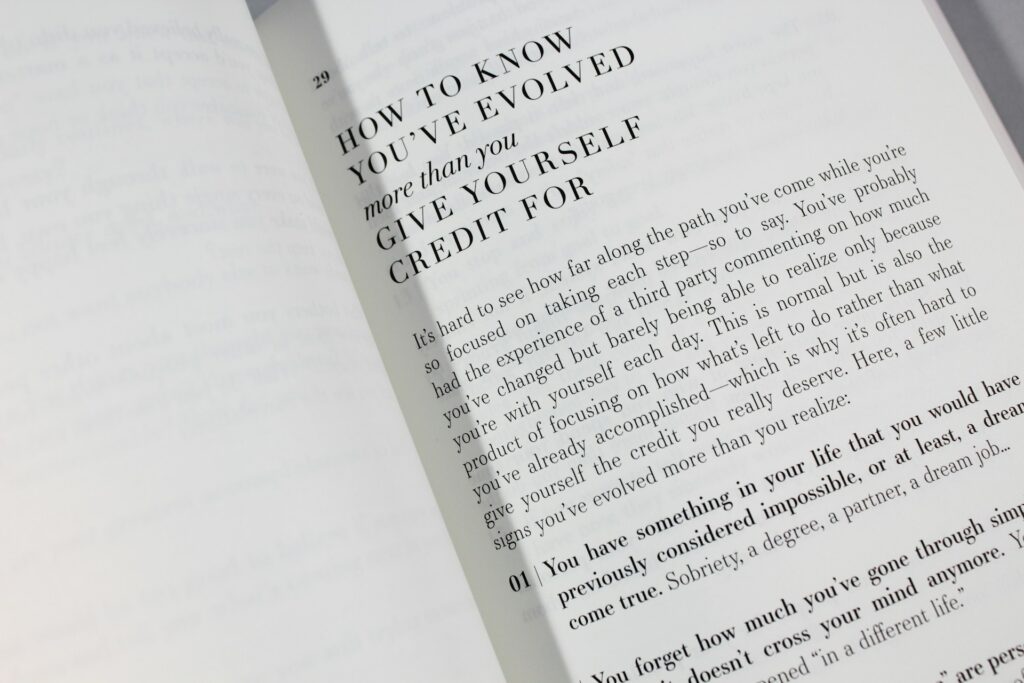 29
HOW TO KNOW
YOU'VE EVOLVED
more than you
GIVE YOURSELF
CREDIT FOR
It's hard to see how far along the path you've come while you're
so focused on taking each step—so to say. You've probably
had the experience of a third party commenting on how much
you've changed but barely being able to realize only because
you're with yourself each day. This is normal but is also the
product of focusing on how what's left to do rather than what
you've already accomplished—which is why it's often hard to
give yourself the credit you really deserve. Here, a few little
signs you've evolved more than you realize:
01 | You have something in your life that you would have
previously considered impossible, or at least, a dream
come true. Sobriety, a degree, a partner, a dream job...
You forget how much you've gone through
doesn't cross your mind anymore.
"in a different life."
are